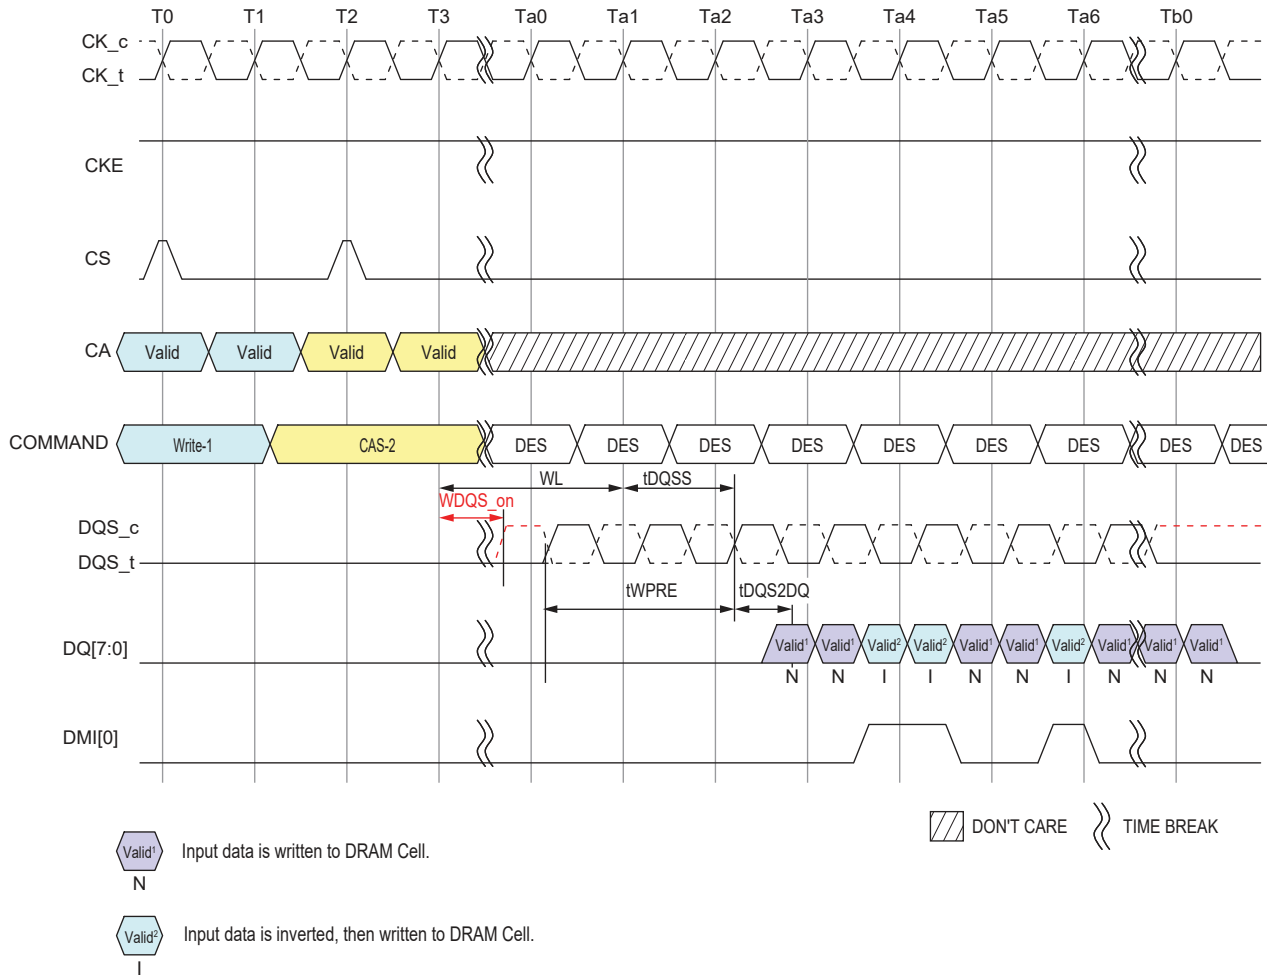 T0 T1 T2 T3 Ta0 Ta1 Ta2 Ta3 Ta4 Ta5 Ta6 Tb0
CK_c
CK_t
CKE
CS
CA Valid Valid Valid Valid
COMMAND Write-1 CAS-2 DES DES DES DES DES DES DES DES DES
WL tDQSS
WDQS_on
DQS_c
DQS_t
tWPRE tDQS2DQ
DQ[7:0] Valid¹ Valid¹ Valid² Valid² Valid¹ Valid¹ Valid² Valid¹ Valid¹ Valid¹
N N I I N N I N N N
DMI[0]
DON'T CARE TIME BREAK
Valid¹ Input data is written to DRAM Cell.
N
Valid² Input data is inverted, then written to DRAM Cell.
I